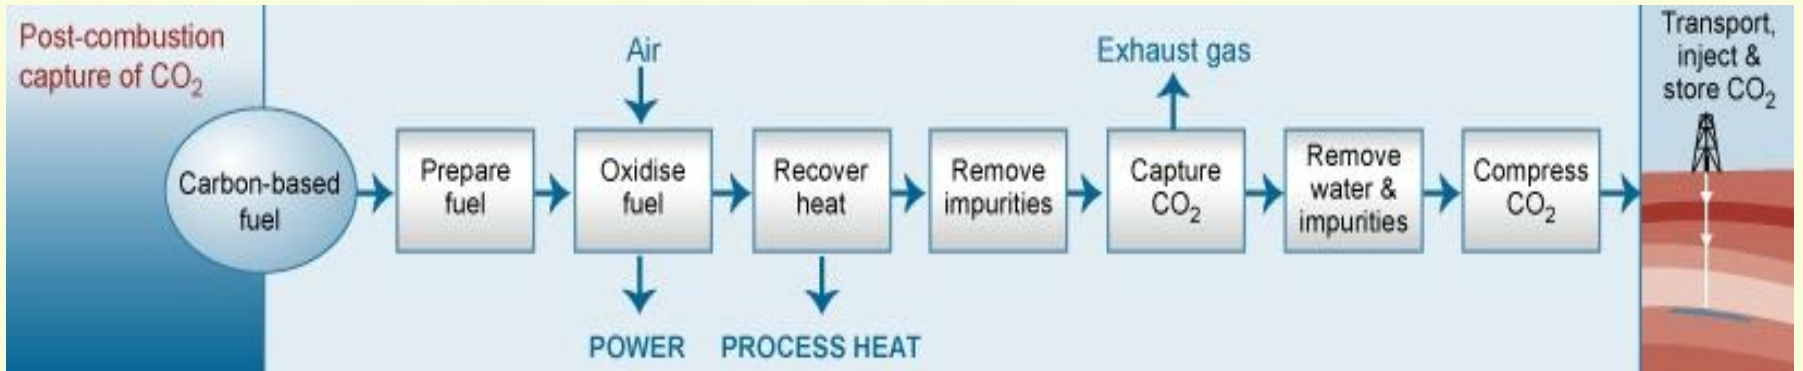 Post-combustion
capture of CO₂
Carbon-based
fuel
Prepare
fuel
Air
Oxidise
fuel
POWER
Recover
heat
PROCESS HEAT
Remove
impurities
Exhaust gas
Capture
CO₂
Remove
water &
impurities
Compress
CO₂
Transport,
inject &
store CO₂